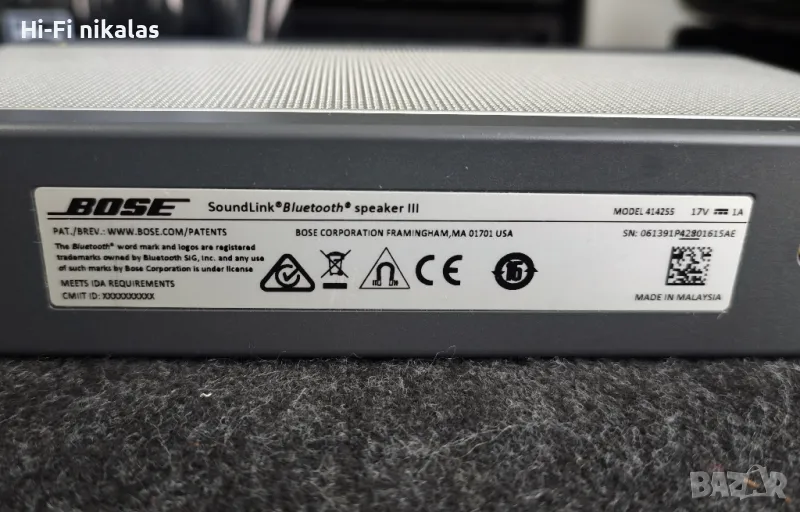 Hi-Fi nikalas
BOSE SoundLink® Bluetooth® speaker III MODEL 414255 17V ⎓ 1A
PAT./BREV.: WWW.BOSE.COM/PATENTS BOSE CORPORATION FRAMINGHAM, MA 01701 USA SN: 061391P42801615AE
The Bluetooth® word mark and logos are registered
trademarks owned by Bluetooth SIG, Inc. and any use
of such marks by Bose Corporation is under license
MEETS IDA REQUIREMENTS
CMIIT ID: XXXXXXXXXX
CE
15
MADE IN MALAYSIA
BAZAR